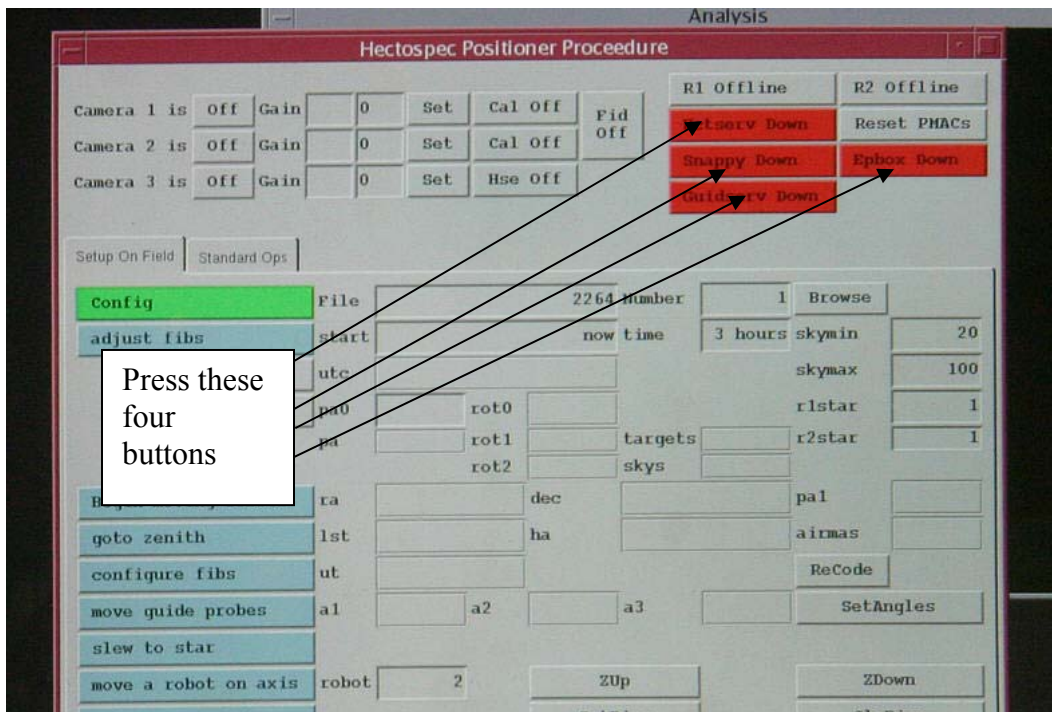 Analysis
Hectospec Positioner Proceedure
R1 Offline R2 Offline
Camera 1 is Off Gain 0 Set Cal Off Fid Off
Down Reset PMACs
Camera 2 is Off Gain 0 Set Cal Off
Snappy Down Epbox Down
Camera 3 is Off Gain 0 Set Hse Off
Guidserv Down
Setup On Field Standard Ops
Config File 2264 Number 1 Browse
adjust fibs start now time 3 hours skymin 20
Press these
four
buttons
utc skymax 100
pa0 rot0 r1star 1
pa rot1 targets r2star 1
rot2 skys
ra dec pa1
goto zenith lst ha airmas
configure fibs ut ReCode
move guide probes a1 a2 a3 SetAngles
slew to star
move a robot on axis robot 2 ZUp ZDown